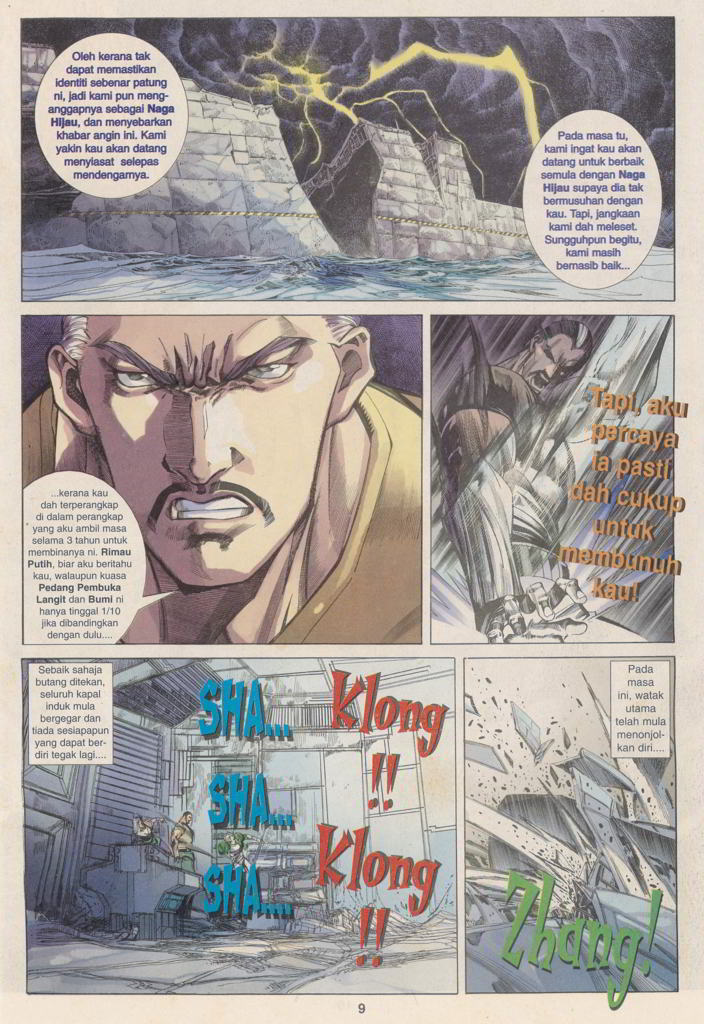 Oleh kerana tak
dapat memastikan
identiti sebenar patung
ni, jadi kami pun meng-
anggapnya sebagai Naga
Hijau, dan menyebarkan
khabar angin ini. Kami
yakin kau akan datang
menyiasat selepas
mendengarnya.
Pada masa tu,
kami ingat kau akan
datang untuk berbaik
semula dengan Naga
Hijau supaya dia tak
bermusuhan dengan
kau. Tapi, jangkaan
kami dah meleset.
Sungguhpun begitu,
kami masih
bernasib baik...
...kerana kau
dah terperangkap
di dalam perangkap
yang aku ambil masa
selama 3 tahun untuk
membinanya ni. Rimau
Putih, biar aku beritahu
kau, walaupun kuasa
Pedang Pembuka
Langit dan Bumi ni
hanya tinggal 1/10
jika dibandingkan
dengan dulu....
Tapi, aku
percaya
ia pasti
dah cukup
untuk
membunuh
kau!
Sebaik sahaja
butang ditekan,
seluruh kapal
induk mula
bergegar dan
tiada sesiapapun
yang dapat ber-
diri tegak lagi....
SHA...
Klong
!!
SHA...
Klong
!!
SHA....
Pada
masa
ini, watak
utama
telah mula
menonjol-
kan diri....
Zhang!
9